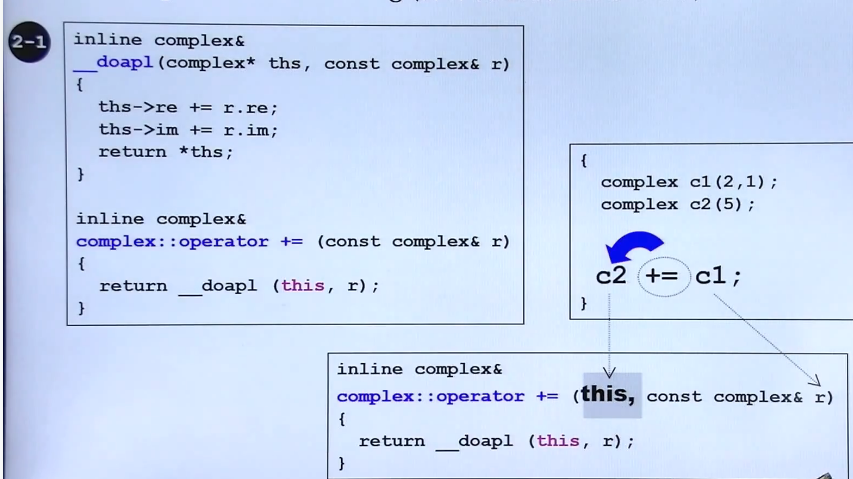 2-1
inline complex&
__doapl(complex* ths, const complex& r)
{
  ths->re += r.re;
  ths->im += r.im;
  return *ths;
}
inline complex&
complex::operator += (const complex& r)
{
  return __doapl (this, r);
}
{
  complex c1(2,1);
  complex c2(5);
  c2 += c1;
}
inline complex&
complex::operator += (this, const complex& r)
{
  return __doapl (this, r);
}